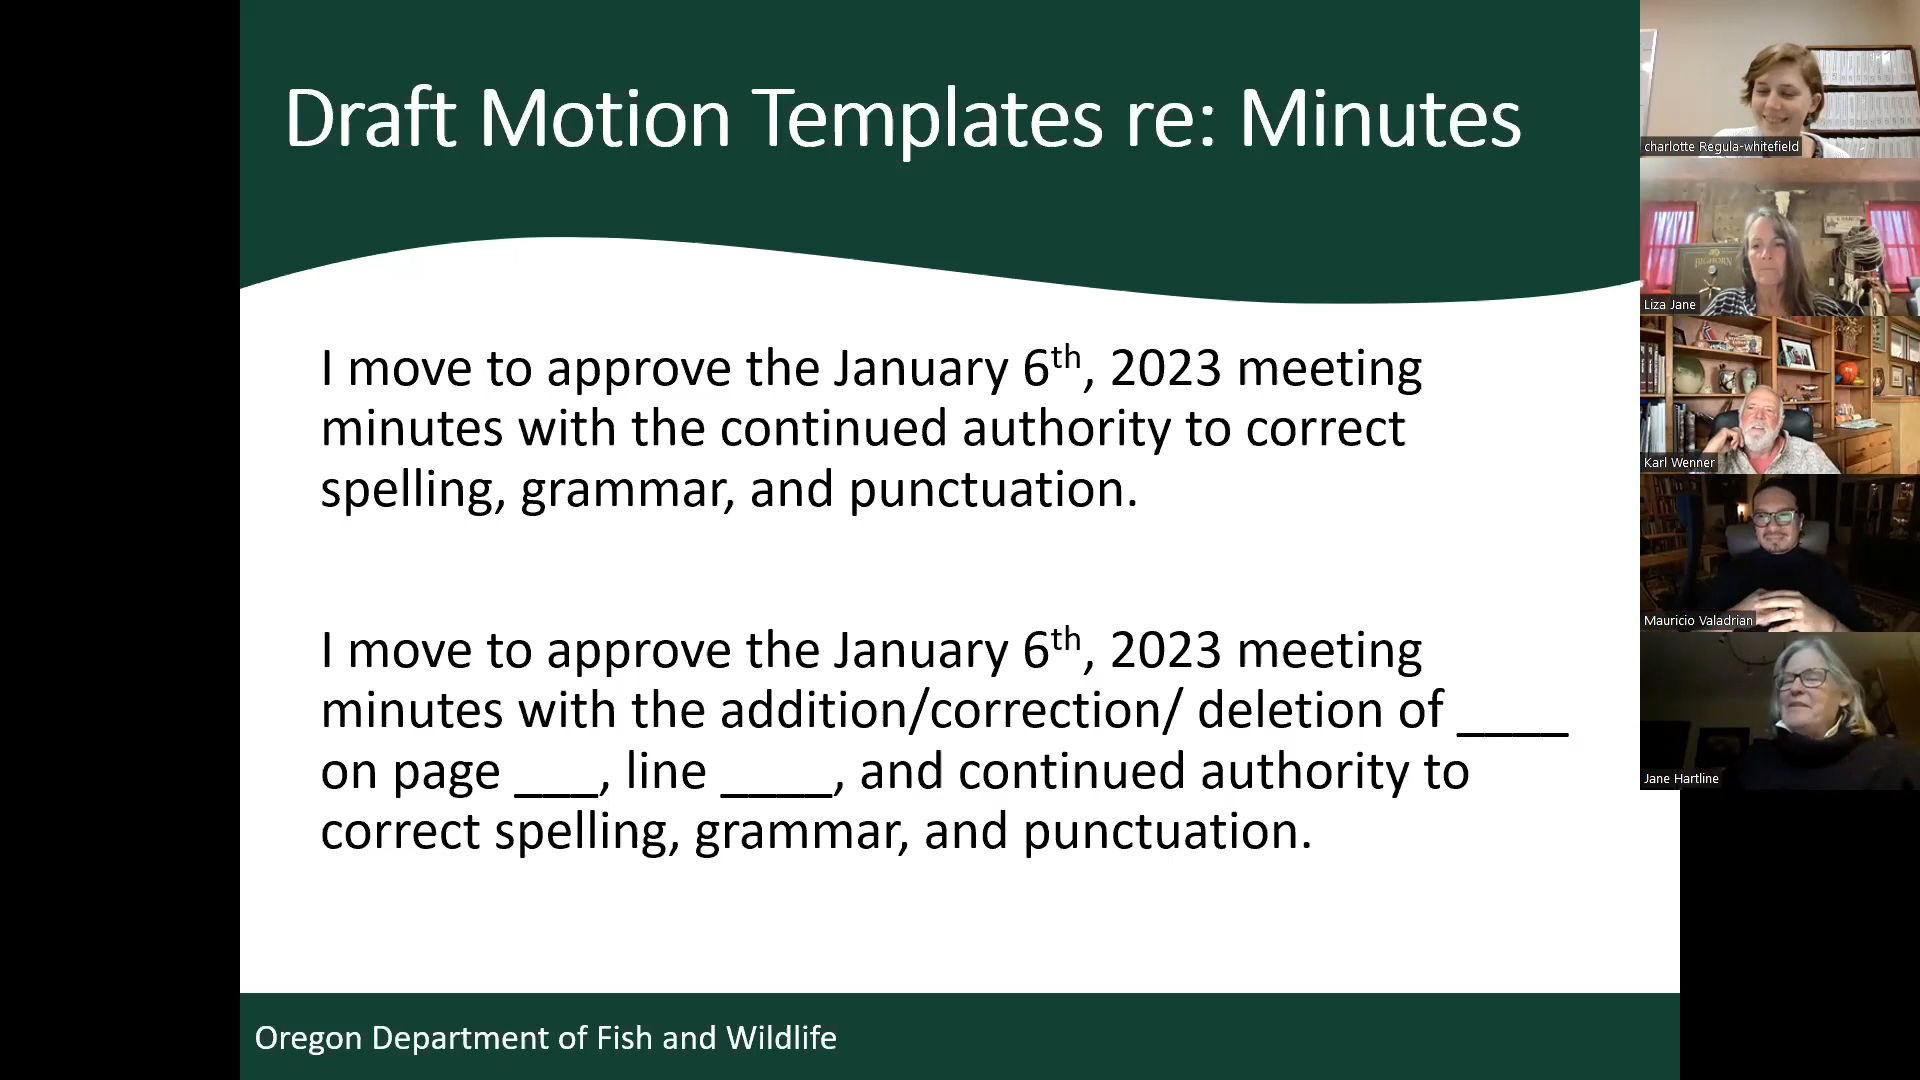 Draft Motion Templates re: Minutes
I move to approve the January 6th, 2023 meeting
minutes with the continued authority to correct
spelling, grammar, and punctuation.
I move to approve the January 6th, 2023 meeting
minutes with the addition/correction/ deletion of ____
on page ___, line ____, and continued authority to
correct spelling, grammar, and punctuation.
Oregon Department of Fish and Wildlife
charlotte Regula-whitefield
BIGHORN
Liza Jane
Karl Wenner
Mauricio Valadrian
Jane Hartline